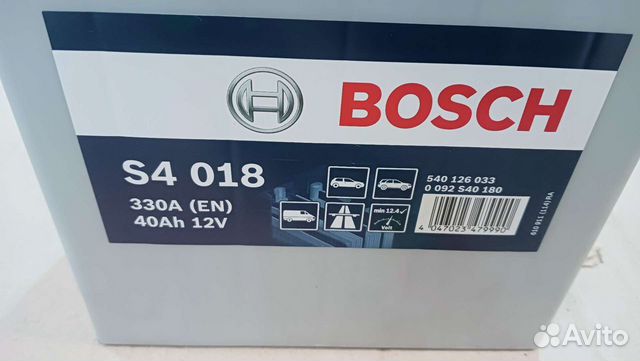 BOSCH
S4 018
330A (EN)
40Ah 12V
min 12.4
Volt
540 126 033
0 092 S40 180
4 047023 479990
Avito